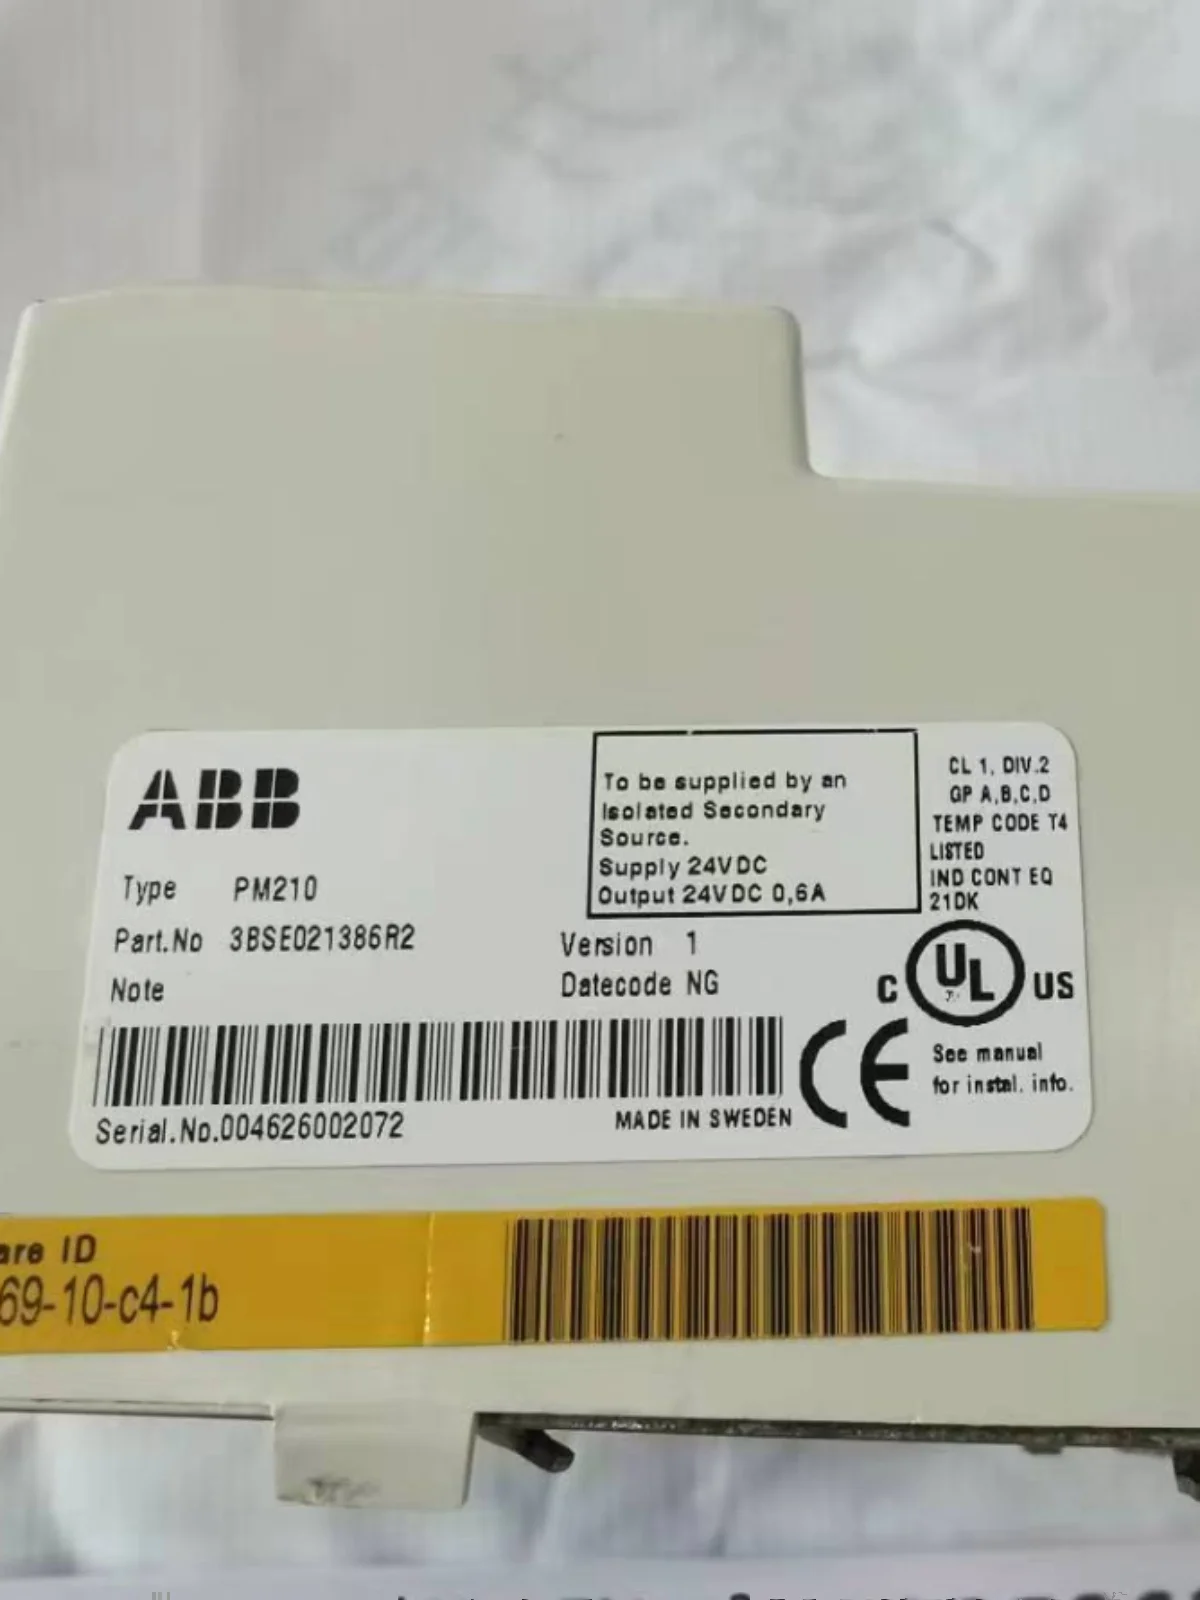 ABB
Type PM210
Part.No 3BSE021386R2
Note
To be supplied by an
Isolated Secondary
Source.
Supply 24VDC
Output 24VDC 0,6A
Version 1
Datecode NG
CL 1, DIV.2
GP A,B,C,D
TEMP CODE T4
LISTED
IND CONT EQ
21DK
C UL US
CE
See manual
for instal. info.
Serial.No.004626002072
MADE IN SWEDEN
are ID
69-10-c4-1b